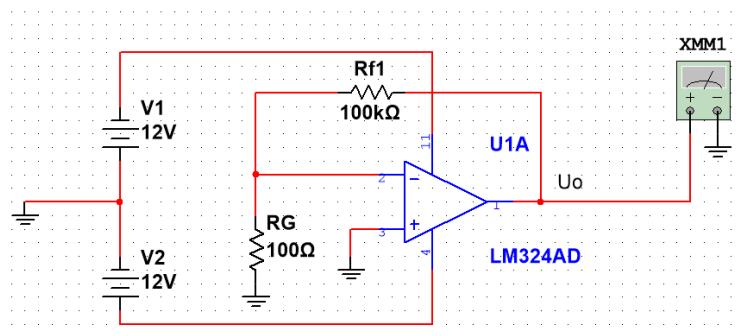 XMM1
Rf1
100kΩ
V1
12V
11
U1A
2
Uo
1
RG
100Ω
3
4
V2
12V
LM324AD